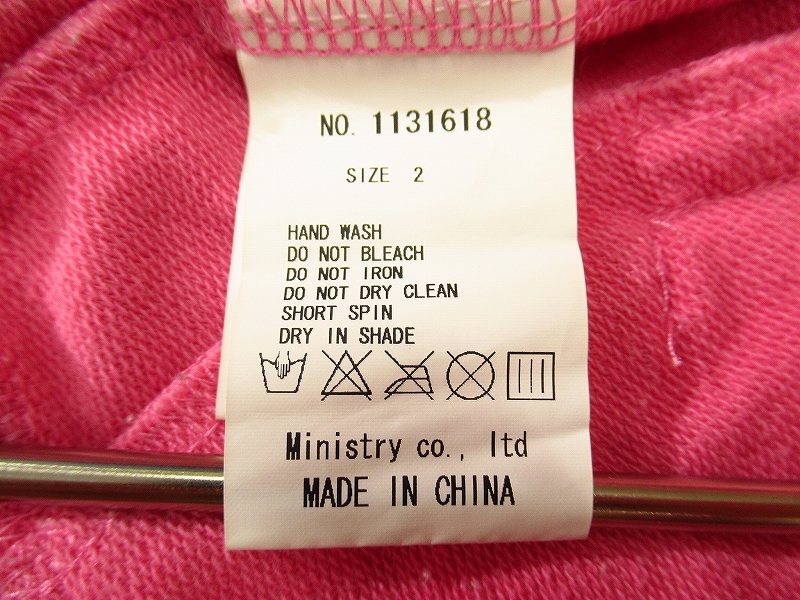 NO. 1131618
SIZE 2
HAND WASH
DO NOT BLEACH
DO NOT IRON
DO NOT DRY CLEAN
SHORT SPIN
DRY IN SHADE
Ministry co., ltd
MADE IN CHINA